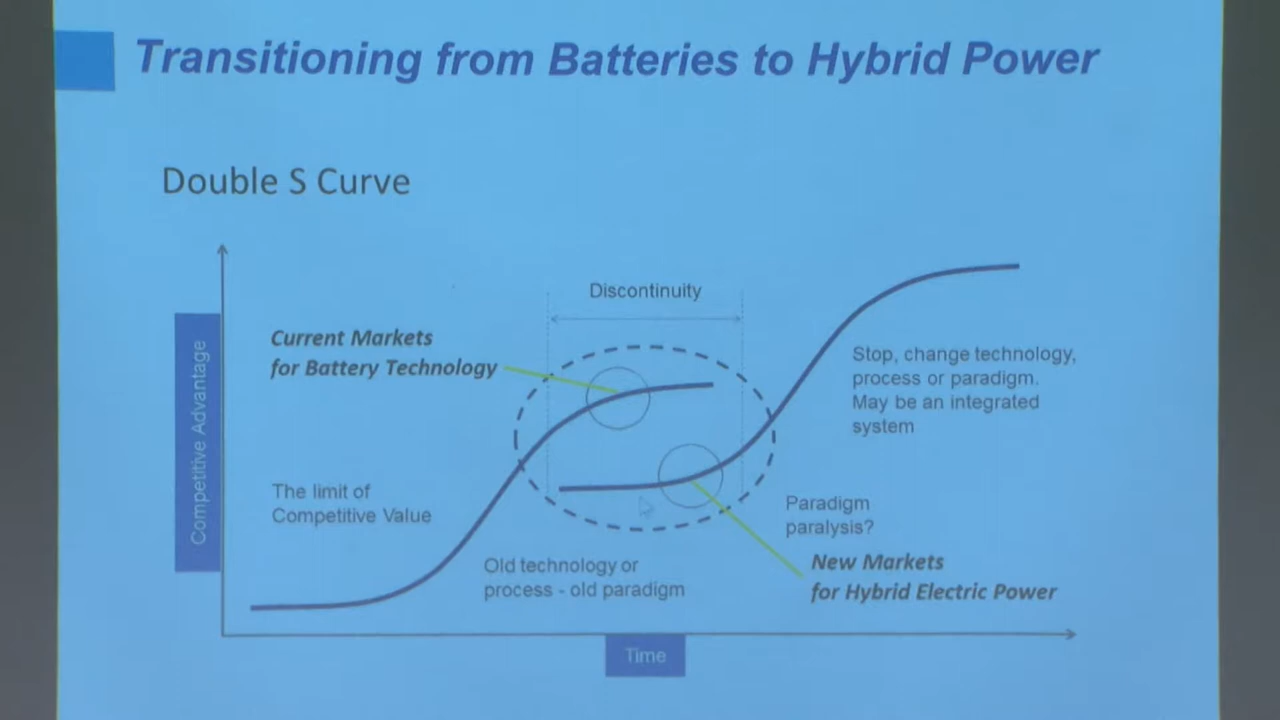 Transitioning from Batteries to Hybrid Power
Double S Curve
Discontinuity
Current Markets
for Battery Technology
Stop, change technology,
process or paradigm.
May be an integrated
system
Competitive Advantage
The limit of
Competitive Value
Paradigm
paralysis?
Old technology or
process - old paradigm
New Markets
for Hybrid Electric Power
Time